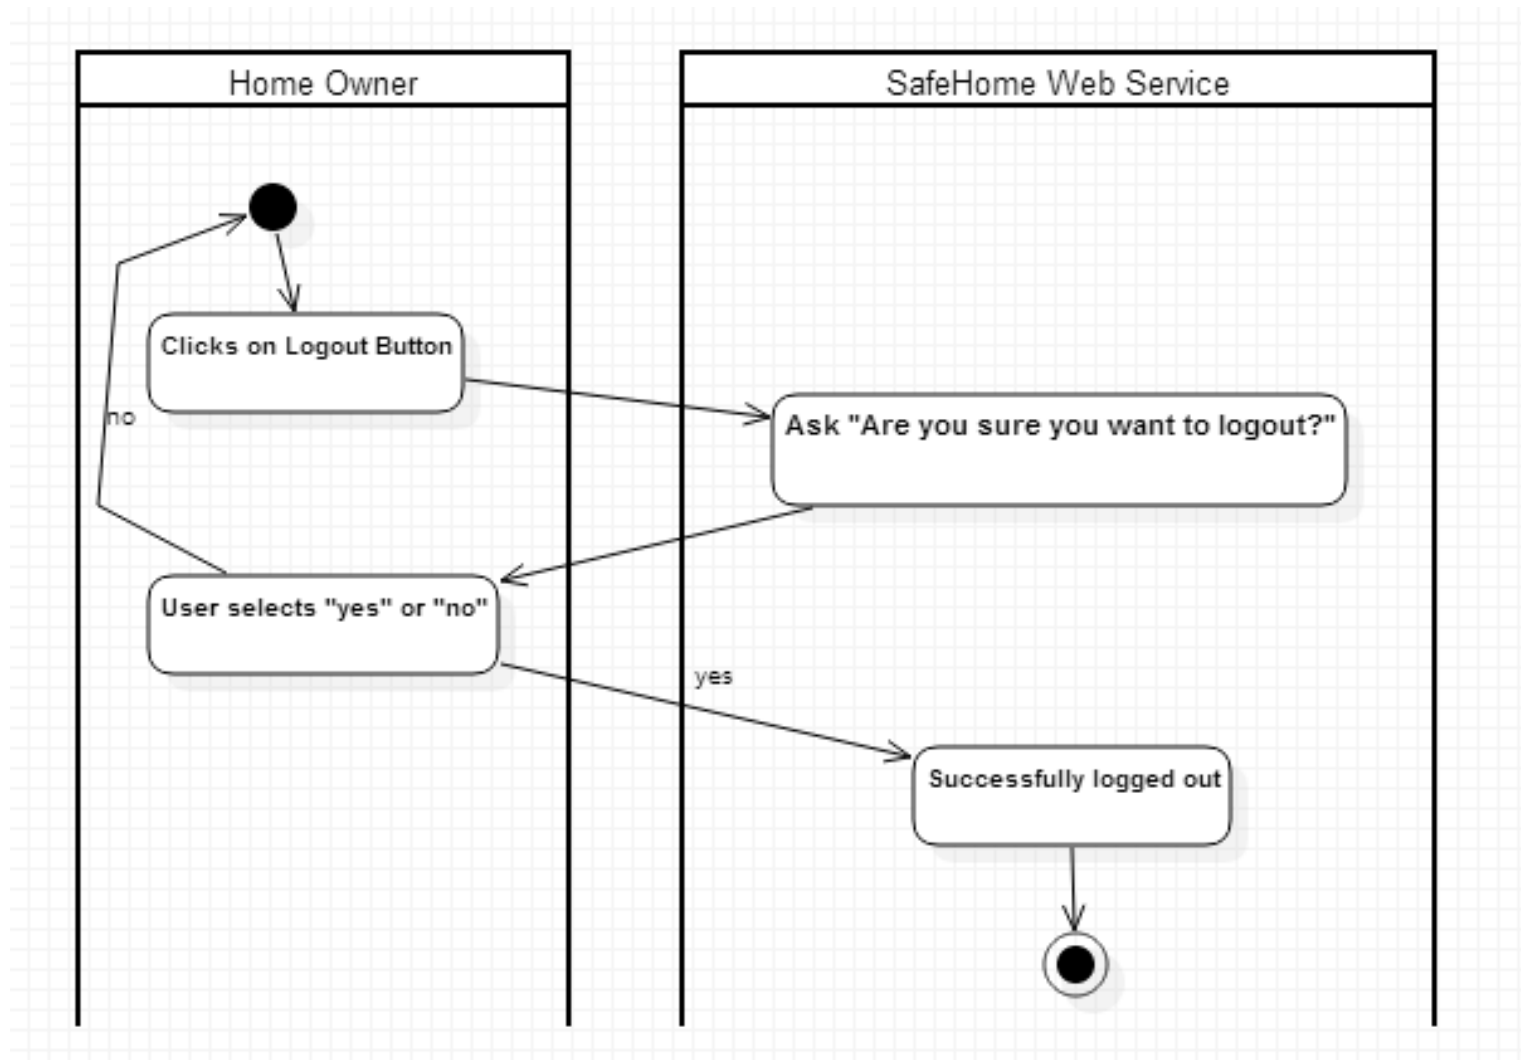 Home Owner
SafeHome Web Service
Clicks on Logout Button
no
Ask "Are you sure you want to logout?"
User selects "yes" or "no"
yes
Successfully logged out